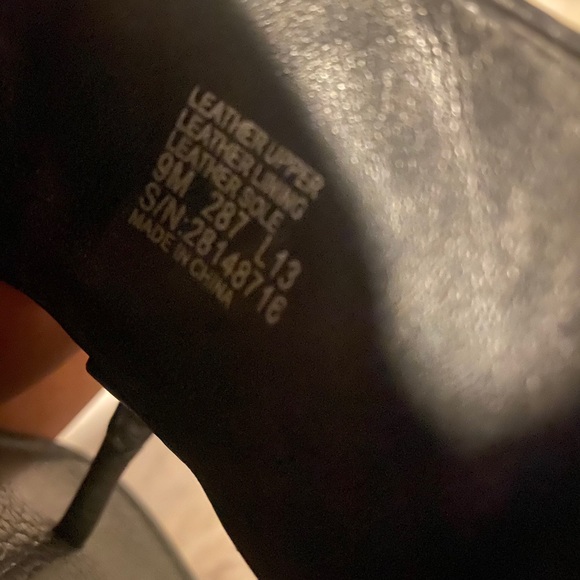 LEATHER UPPER
LEATHER LINING
LEATHER SOLE
9M 287 L13
S/N:28148716
MADE IN CHINA